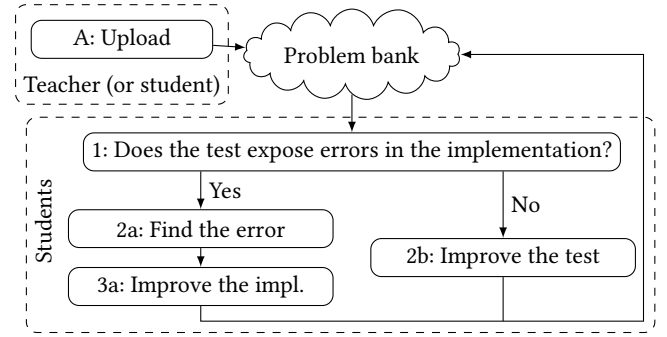 A: Upload
Problem bank
Teacher (or student)
1: Does the test expose errors in the implementation?
Students
Yes
No
2a: Find the error
2b: Improve the test
3a: Improve the impl.